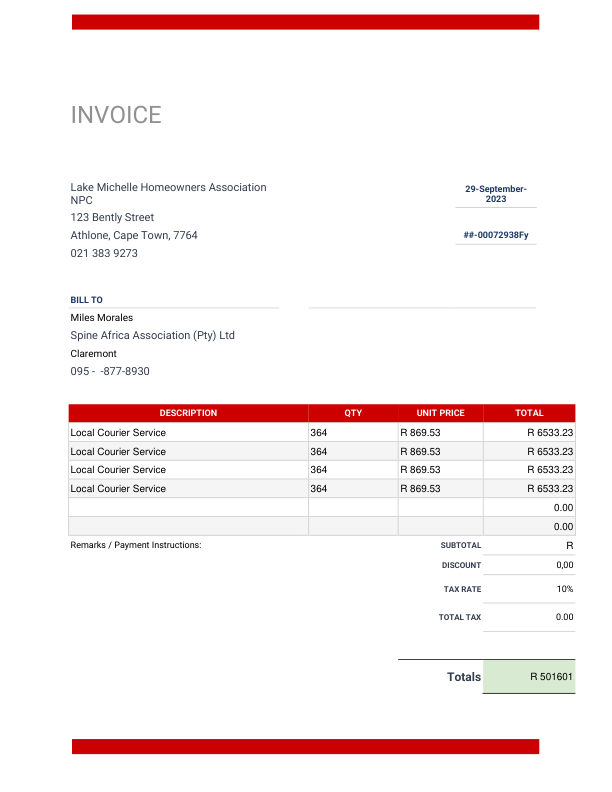 INVOICE
Lake Michelle Homeowners Association
NPC
123 Bently Street
Athlone, Cape Town, 7764
021 383 9273
29-September-
2023
##-00072938Fy
BILL TO
Miles Morales
Spine Africa Association (Pty) Ltd
Claremont
095 -  -877-8930
DESCRIPTION QTY UNIT PRICE TOTAL
Local Courier Service 364 R 869.53 R 6533.23
Local Courier Service 364 R 869.53 R 6533.23
Local Courier Service 364 R 869.53 R 6533.23
Local Courier Service 364 R 869.53 R 6533.23
0.00
0.00
Remarks / Payment Instructions: SUBTOTAL R
DISCOUNT 0,00
TAX RATE 10%
TOTAL TAX 0.00
Totals R 501601